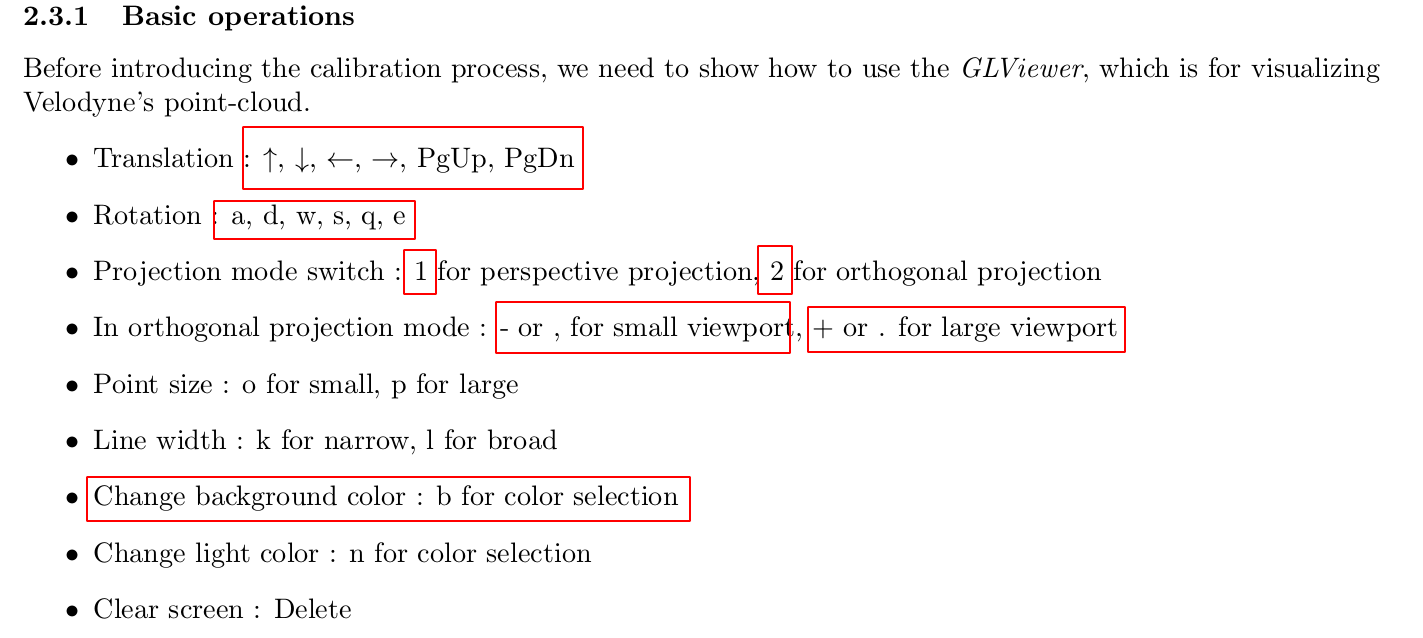 2.3.1 Basic operations
Before introducing the calibration process, we need to show how to use the GLViewer, which is for visualizing
Velodyne's point-cloud.
• Translation : ↑, ↓, ←, →, PgUp, PgDn
• Rotation : a, d, w, s, q, e
• Projection mode switch : 1 for perspective projection, 2 for orthogonal projection
• In orthogonal projection mode : - or , for small viewport, + or . for large viewport
• Point size : o for small, p for large
• Line width : k for narrow, l for broad
• Change background color : b for color selection
• Change light color : n for color selection
• Clear screen : Delete